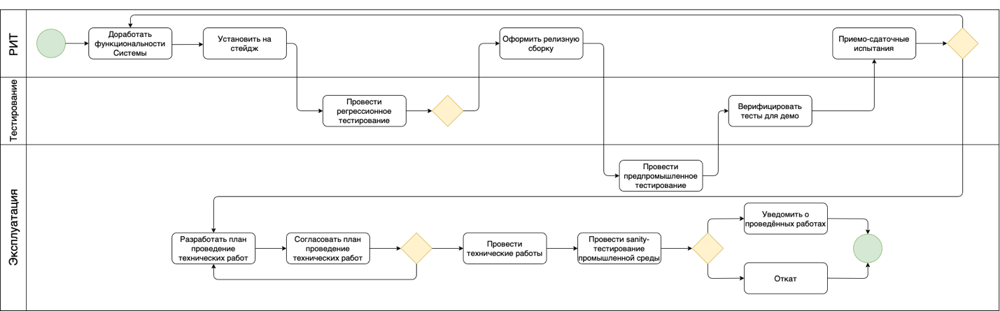 РИТ
Доработать
функциональности
Системы
Установить на
стейдж
Оформить релизную
сборку
Приемо-сдаточные
испытания
Тестирование
Провести
регрессионное
тестирование
Верифицировать
тесты для демо
Эксплуатация
Провести
предпромышленное
тестирование
Разработать план
проведение
технических работ
Согласовать план
проведение
технических работ
Провести
технические работы
Провести sanity-
тестирование
промышленной среды
Уведомить о
проведённых работах
Откат